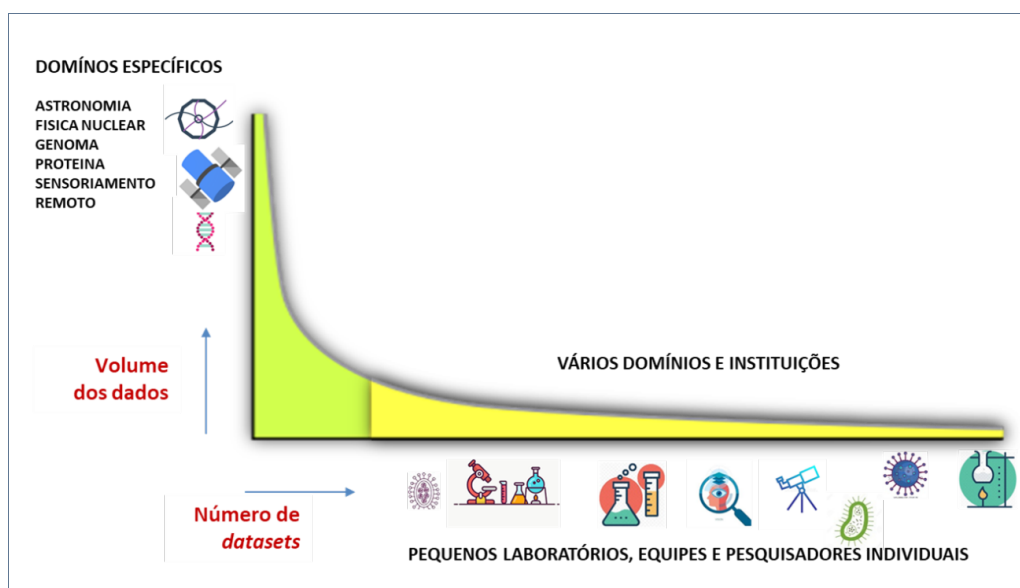 DOMÍNOS ESPECÍFICOS
ASTRONOMIA
FISICA NUCLEAR
GENOMA
PROTEINA
SENSORIAMENTO
REMOTO
Volume
dos dados
VÁRIOS DOMÍNIOS E INSTITUIÇÕES
Número de
datasets
PEQUENOS LABORATÓRIOS, EQUIPES E PESQUISADORES INDIVIDUAIS